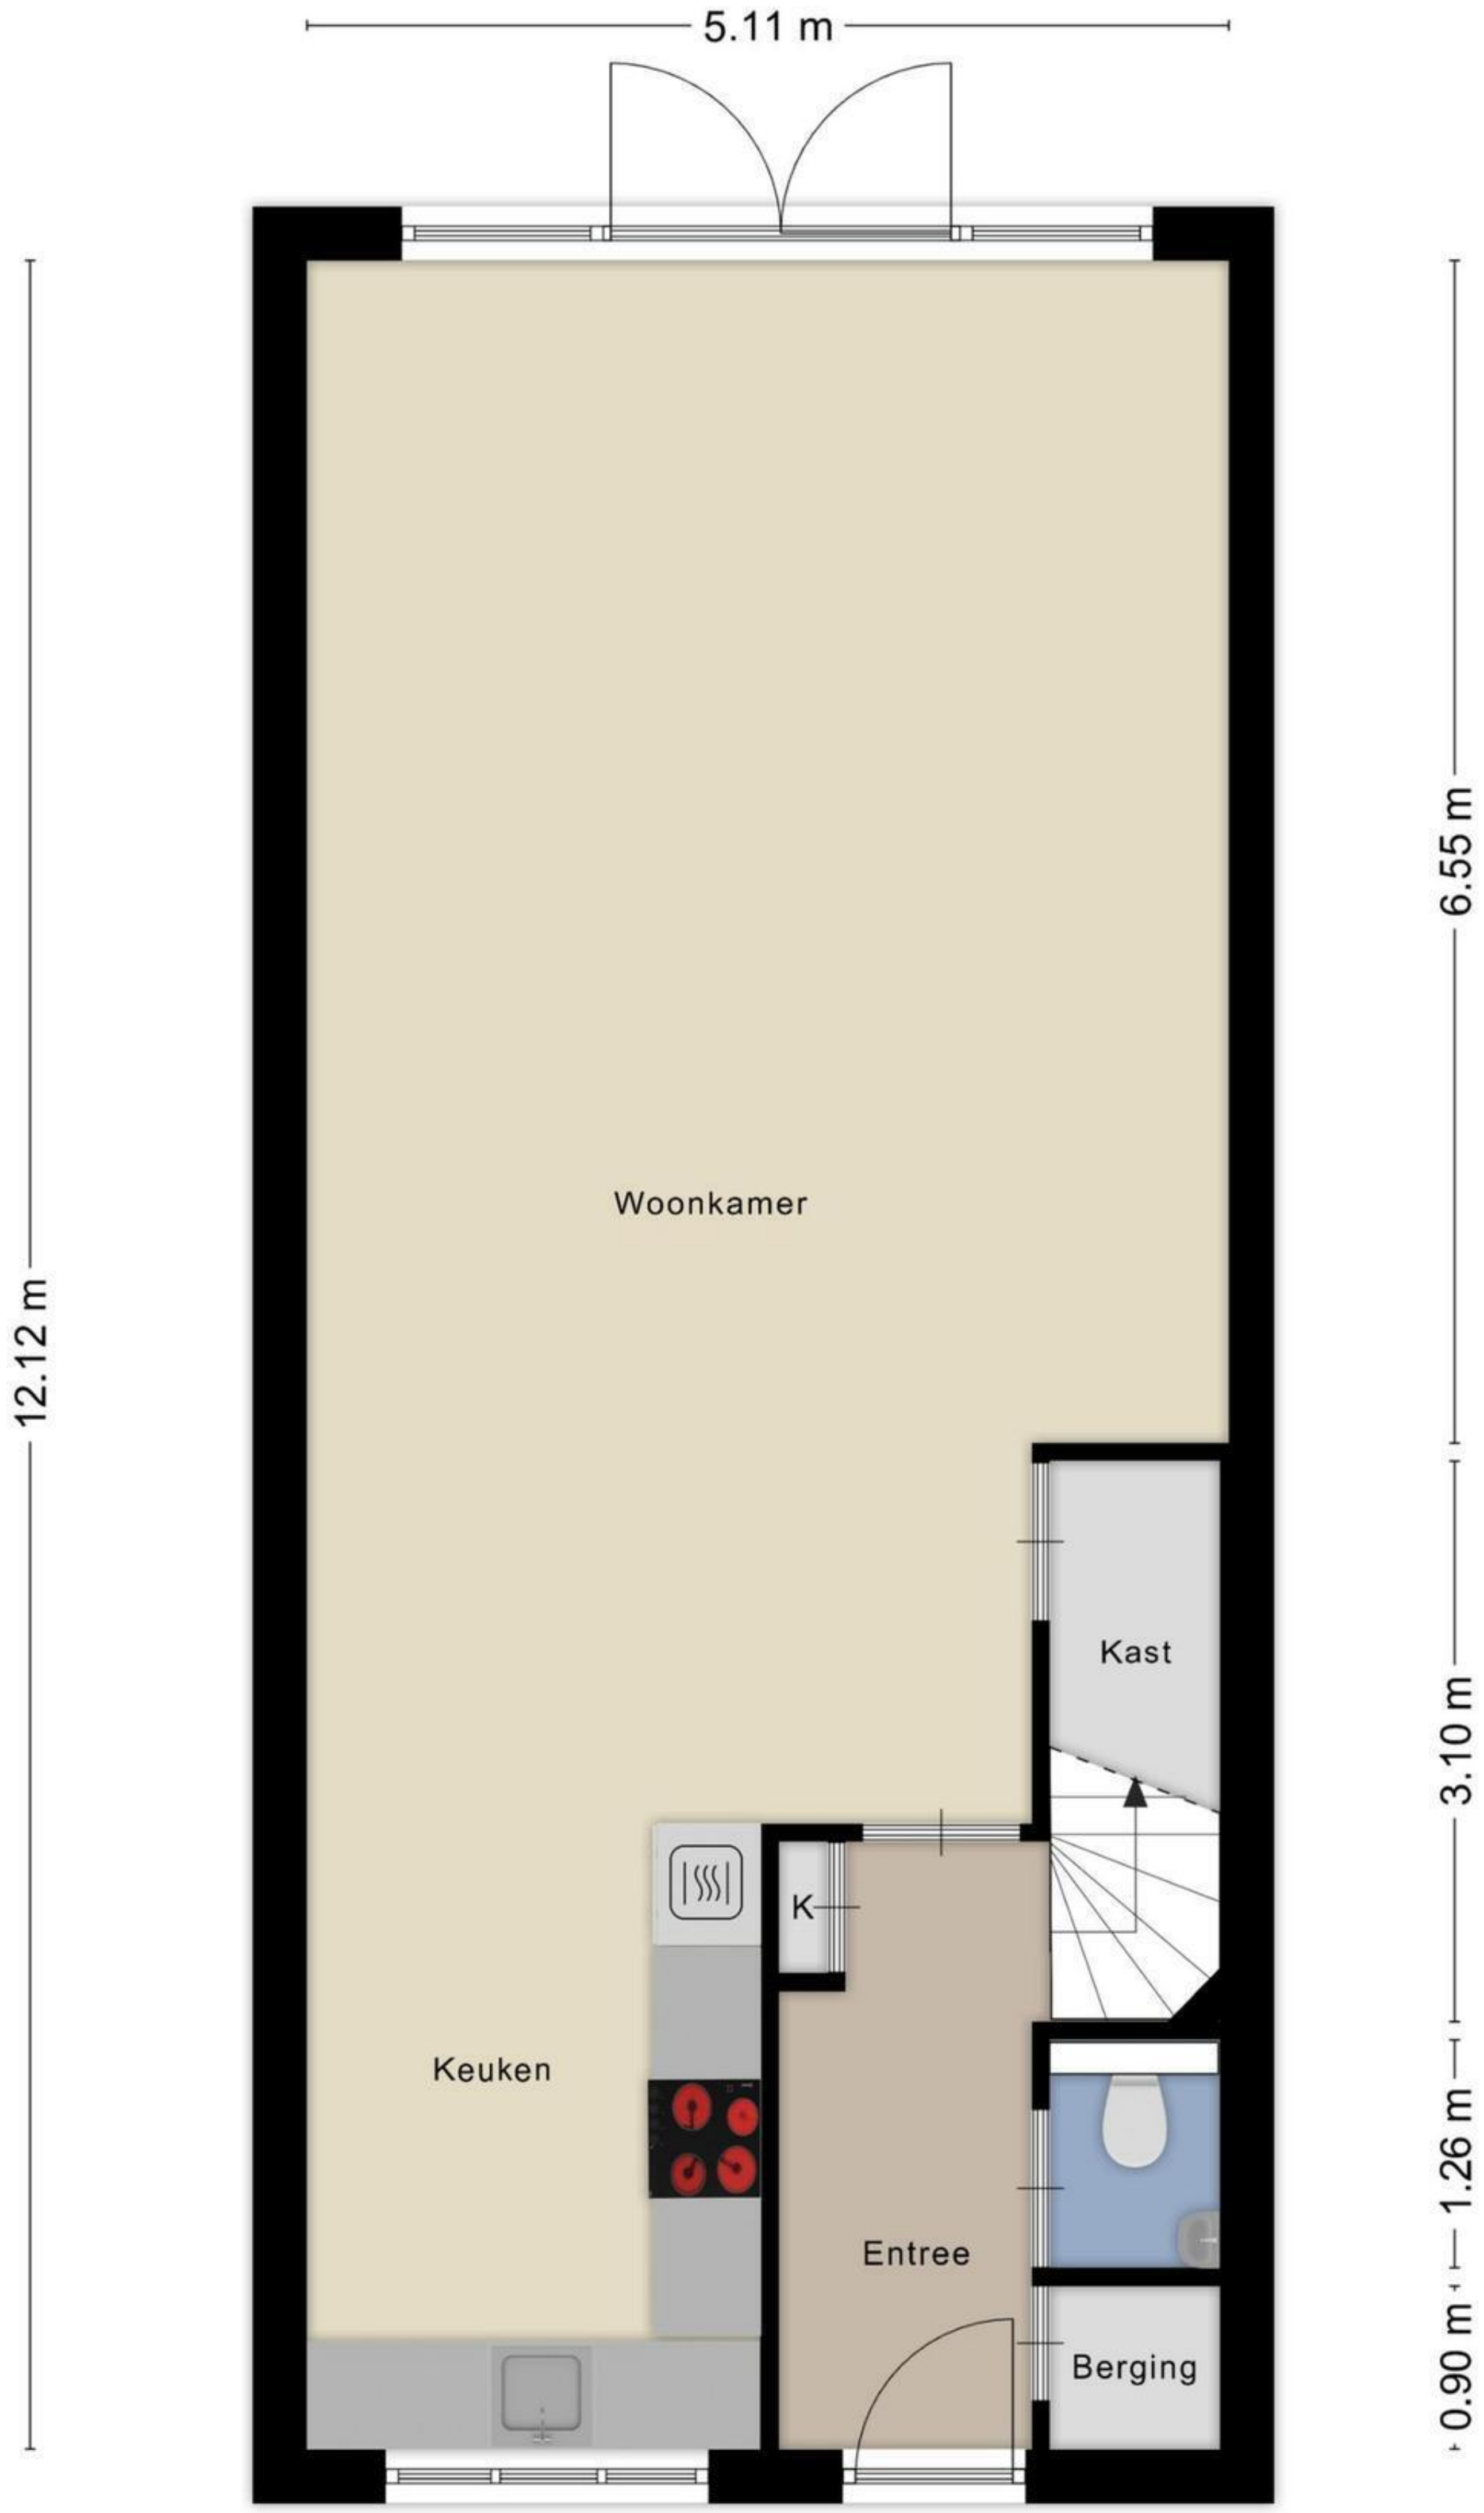 5.11 m
12.12 m
6.55 m
Woonkamer
Kast
3.10 m
K
Keuken
1.26 m
Entree
Berging
0.90 m